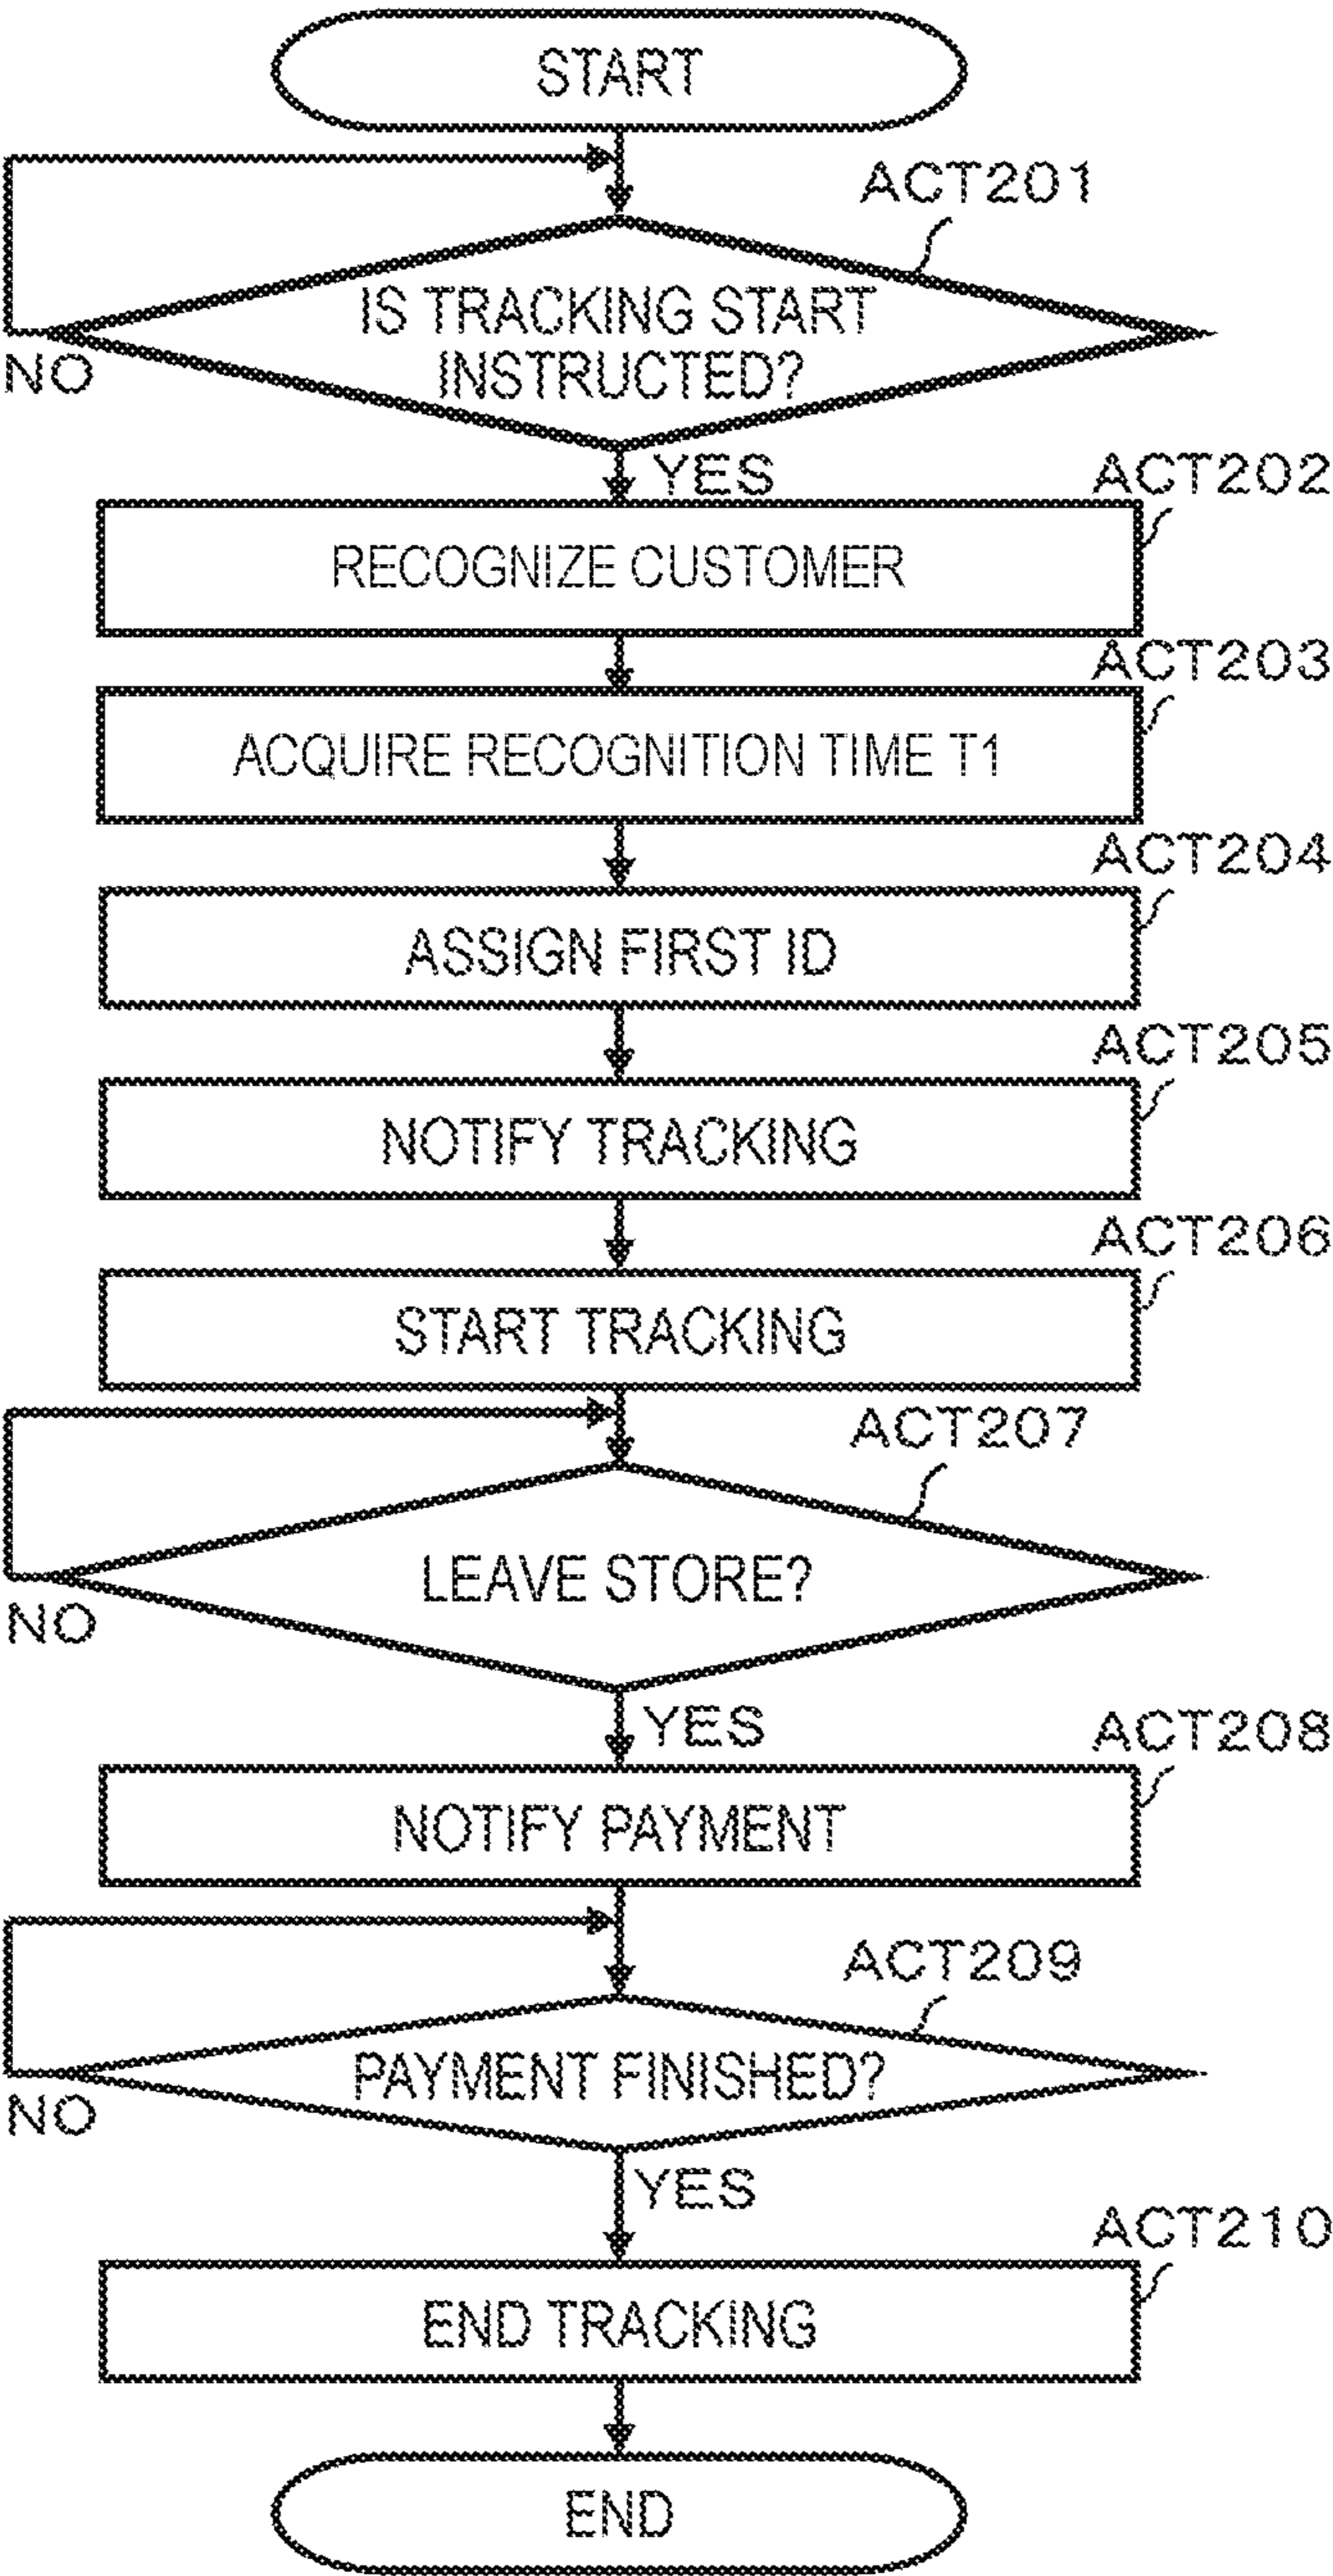 START
ACT201
IS TRACKING START
INSTRUCTED?
NO
YES
ACT202
RECOGNIZE CUSTOMER
ACT203
ACQUIRE RECOGNITION TIME T1
ACT204
ASSIGN FIRST ID
ACT205
NOTIFY TRACKING
ACT206
START TRACKING
ACT207
LEAVE STORE?
NO
YES
ACT208
NOTIFY PAYMENT
ACT209
PAYMENT FINISHED?
NO
YES
ACT210
END TRACKING
END